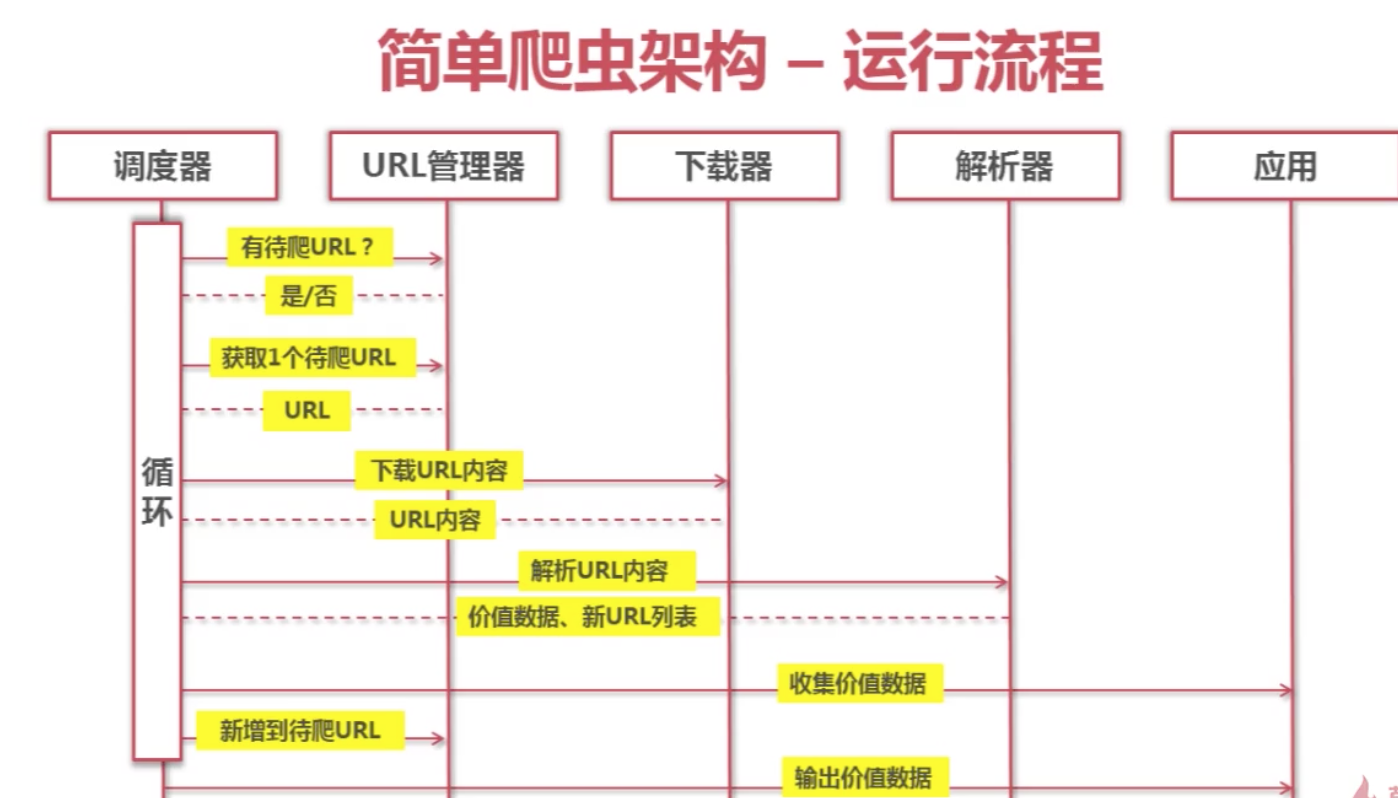 简单爬虫架构 – 运行流程
调度器
URL管理器
下载器
解析器
应用
有待爬URL？
是/否
获取1个待爬URL
URL
下载URL内容
URL内容
解析URL内容
价值数据、新URL列表
收集价值数据
新增到待爬URL
输出价值数据
循
环